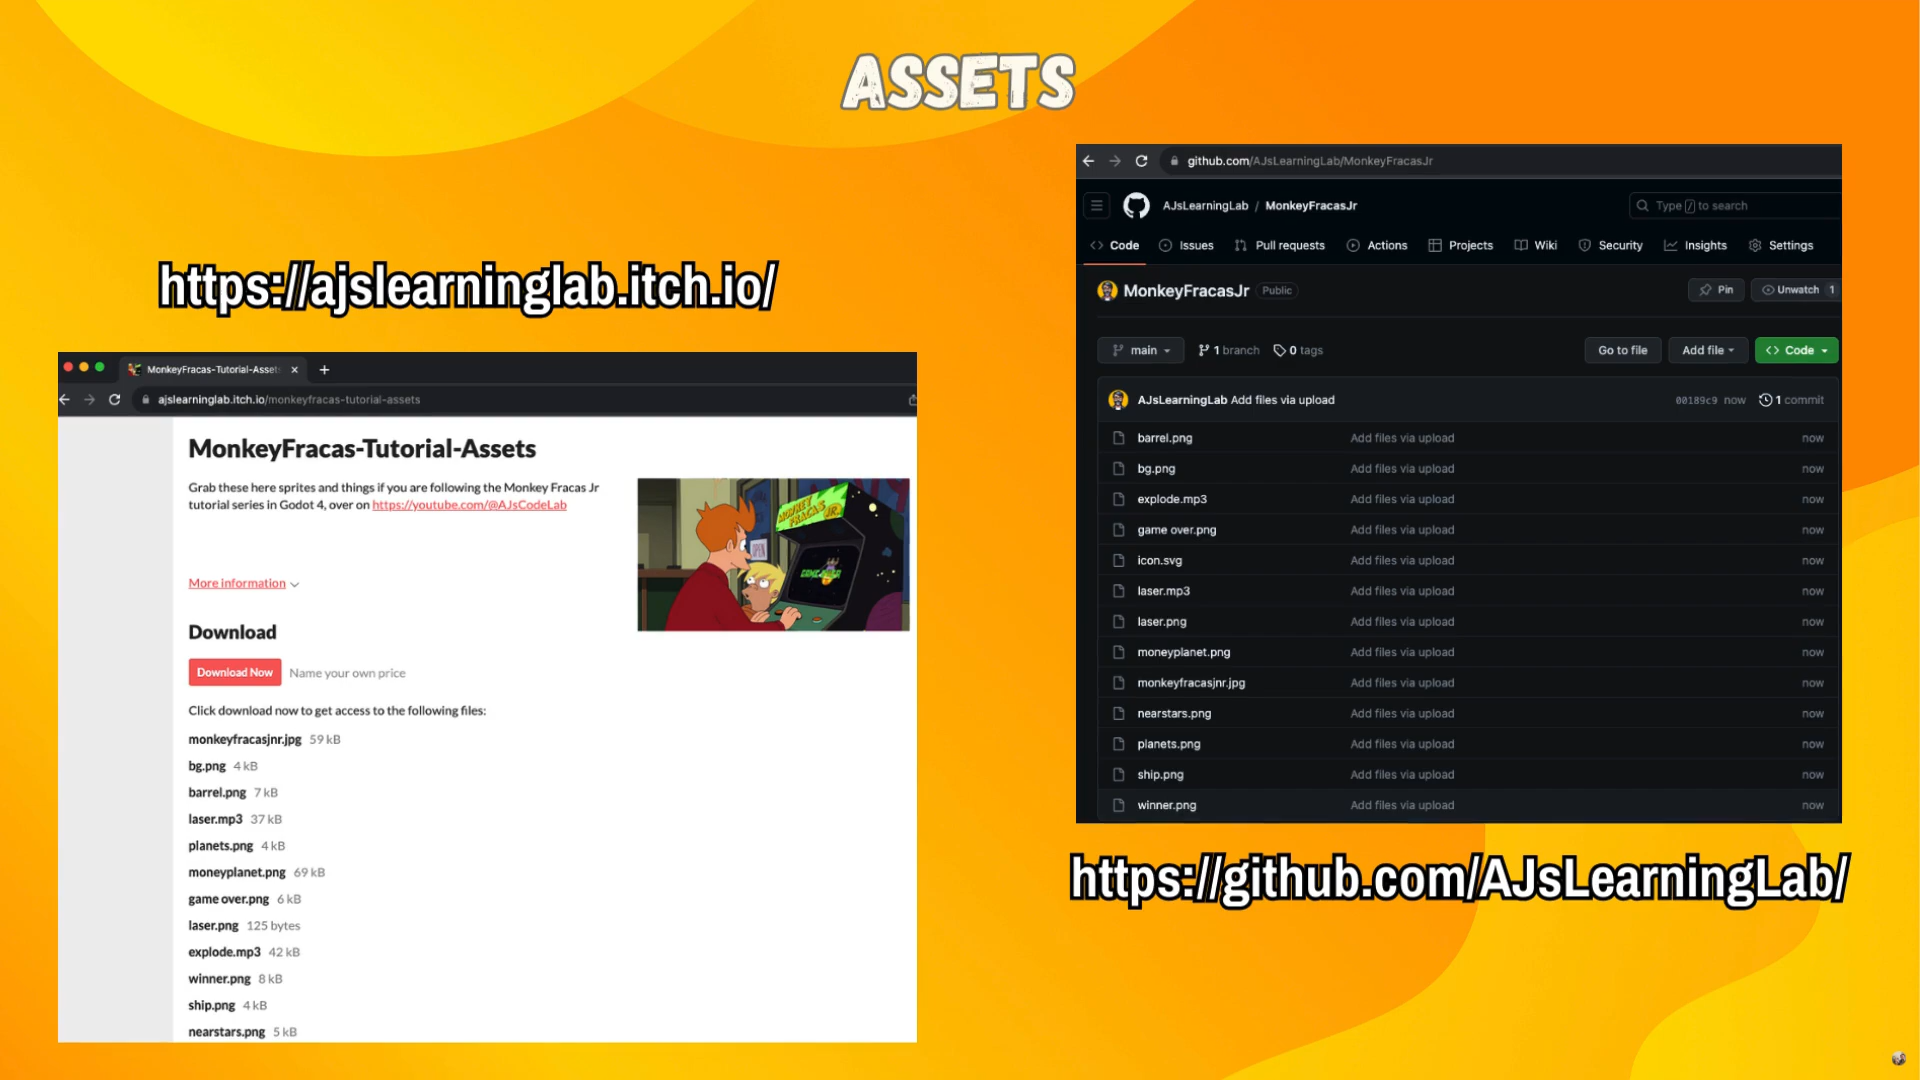 ASSETS
https://ajslearninglab.itch.io/
MonkeyFracas-Tutorial-Assets
ajslearninglab.itch.io/monkeyfracas-tutorial-assets
MonkeyFracas-Tutorial-Assets
Grab these here sprites and things if you are following the Monkey Fracas Jr
tutorial series in Godot 4, over on https://youtube.com/@AJsCodeLab
MONKEY
FRACAS JR.
OPEN
GAME OVER
More information
Download
Download Now Name your own price
Click download now to get access to the following files:
monkeyfracasjnr.jpg 59 kB
bg.png 4 kB
barrel.png 7 kB
laser.mp3 37 kB
planets.png 4 kB
moneyplanet.png 69 kB
game over.png 6 kB
laser.png 125 bytes
explode.mp3 42 kB
winner.png 8 kB
ship.png 4 kB
nearstars.png 5 kB
github.com/AJsLearningLab/MonkeyFracasJr
AJsLearningLab / MonkeyFracasJr
Type / to search
Code Issues Pull requests Actions Projects Wiki Security Insights Settings
MonkeyFracasJr Public
Pin Unwatch 1
main 1 branch 0 tags
Go to file Add file Code
AJsLearningLab Add files via upload 00189c9 now 1 commit
barrel.png Add files via upload now
bg.png Add files via upload now
explode.mp3 Add files via upload now
game over.png Add files via upload now
icon.svg Add files via upload now
laser.mp3 Add files via upload now
laser.png Add files via upload now
moneyplanet.png Add files via upload now
monkeyfracasjnr.jpg Add files via upload now
nearstars.png Add files via upload now
planets.png Add files via upload now
ship.png Add files via upload now
winner.png Add files via upload now
https://github.com/AJsLearningLab/